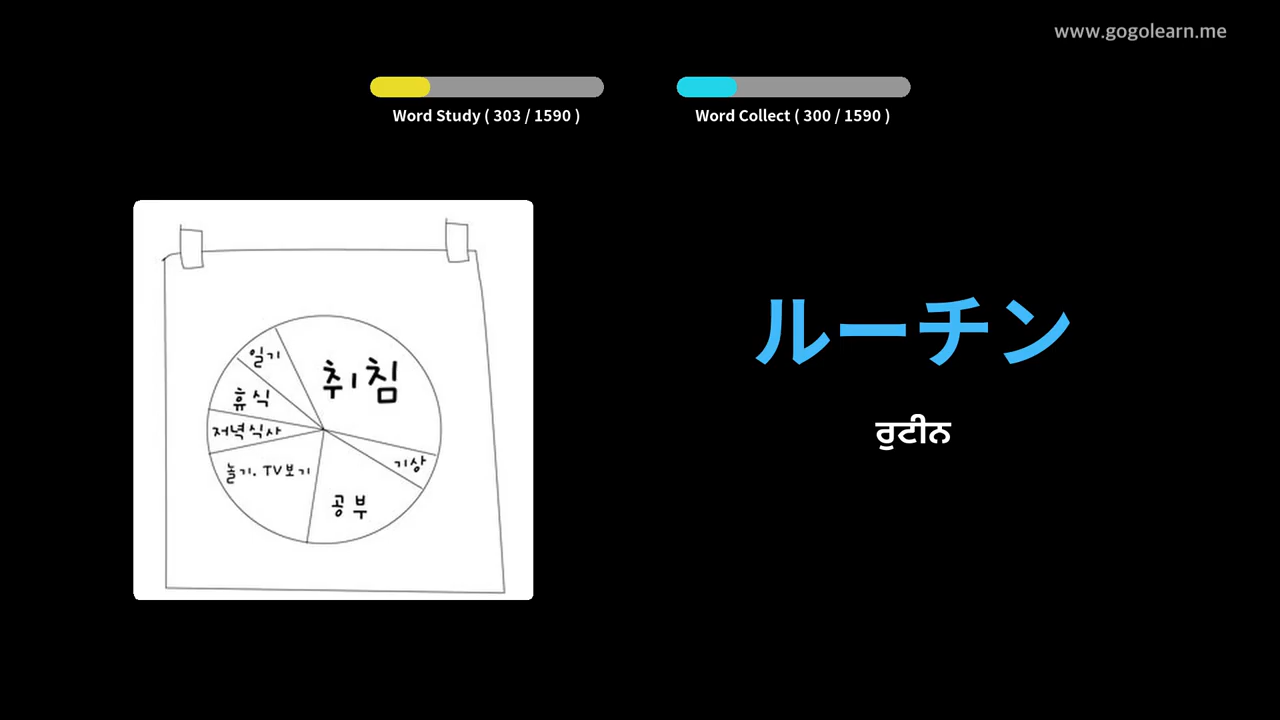 www.gogolearn.me
Word Study ( 303 / 1590 )
Word Collect ( 300 / 1590 )
일기
취침
휴식
저녁식사
놀기. TV보기
기상
공부
ルーチン
ਰੁਟੀਨ